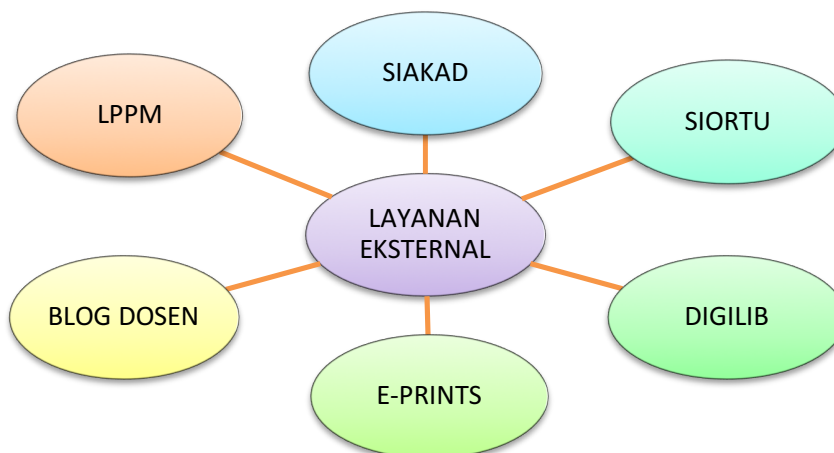 SIAKAD
LPPM
SIORTU
LAYANAN
EKSTERNAL
BLOG DOSEN
DIGILIB
E-PRINTS